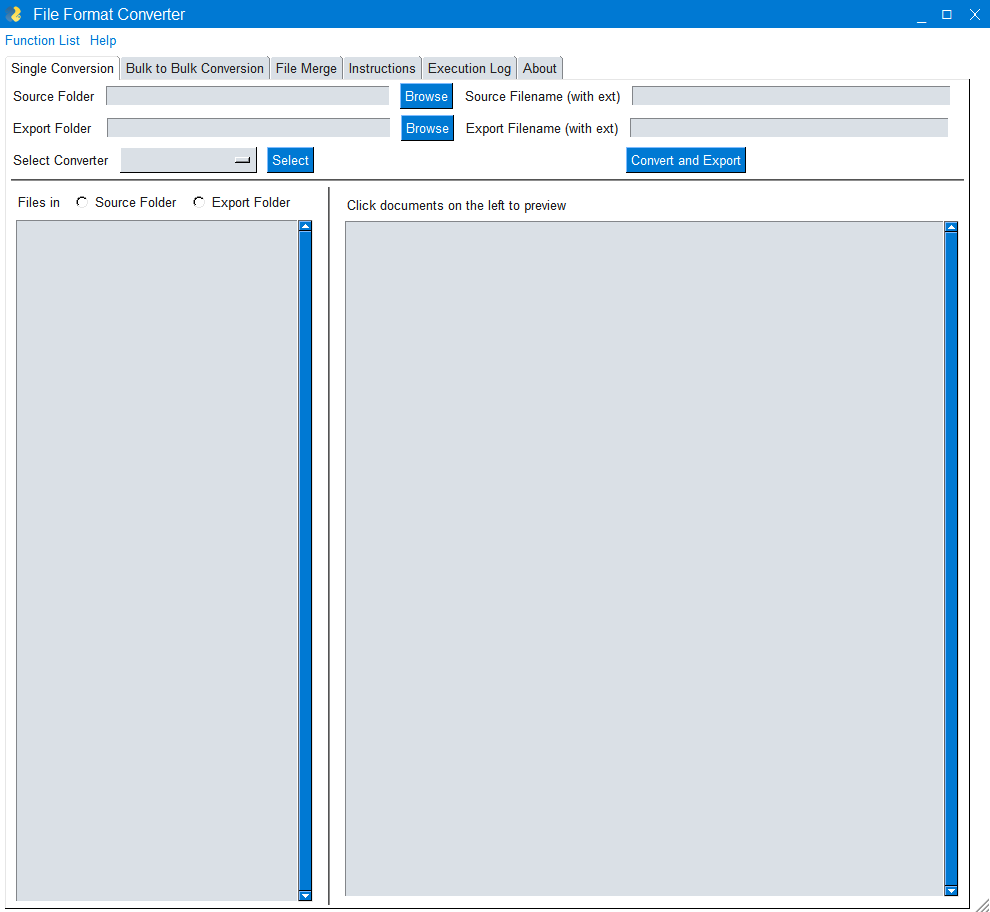 File Format Converter
Function List Help
Single Conversion Bulk to Bulk Conversion File Merge Instructions Execution Log About
Source Folder Browse Source Filename (with ext)
Export Folder Browse Export Filename (with ext)
Select Converter Select Convert and Export
Files in Source Folder Export Folder
Click documents on the left to preview